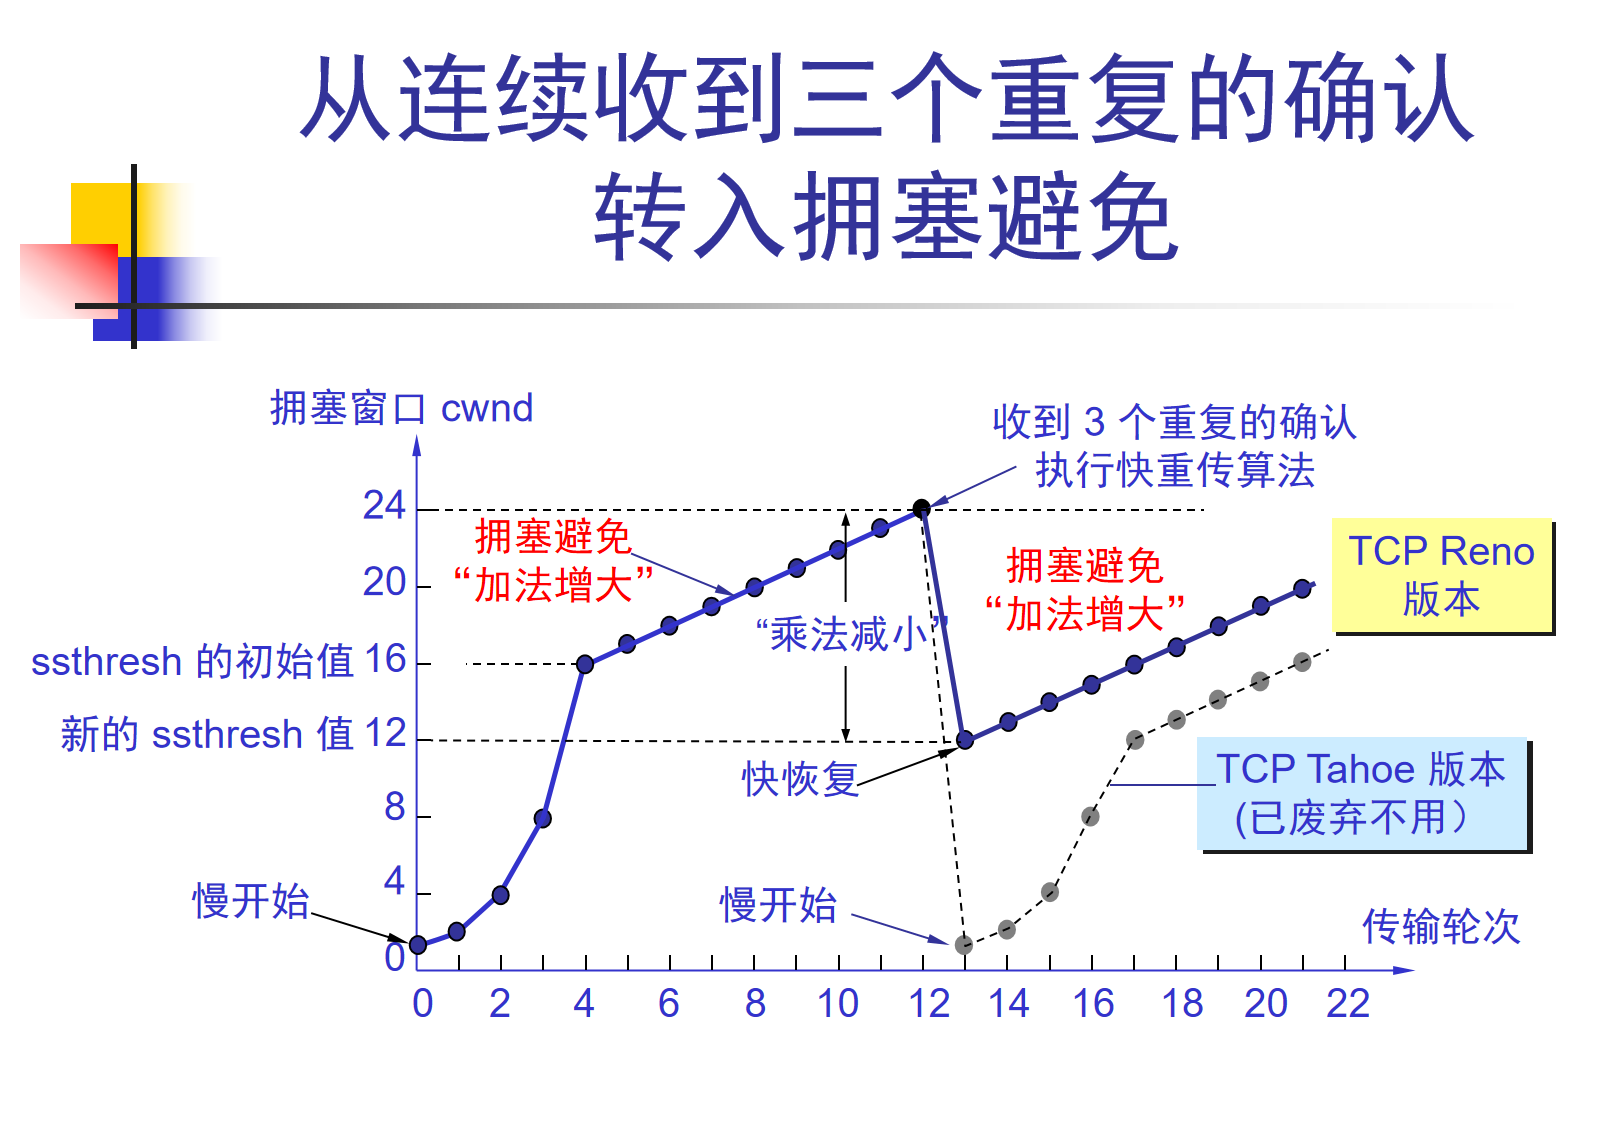 从连续收到三个重复的确认
转入拥塞避免
拥塞窗口 cwnd
收到 3 个重复的确认
执行快重传算法
24
拥塞避免
“加法增大”
拥塞避免
“加法增大”
TCP Reno
版本
20
“乘法减小”
ssthresh 的初始值 16
新的 ssthresh 值 12
快恢复
TCP Tahoe 版本
(已废弃不用）
8
4
慢开始
慢开始
传输轮次
0
0 2 4 6 8 10 12 14 16 18 20 22